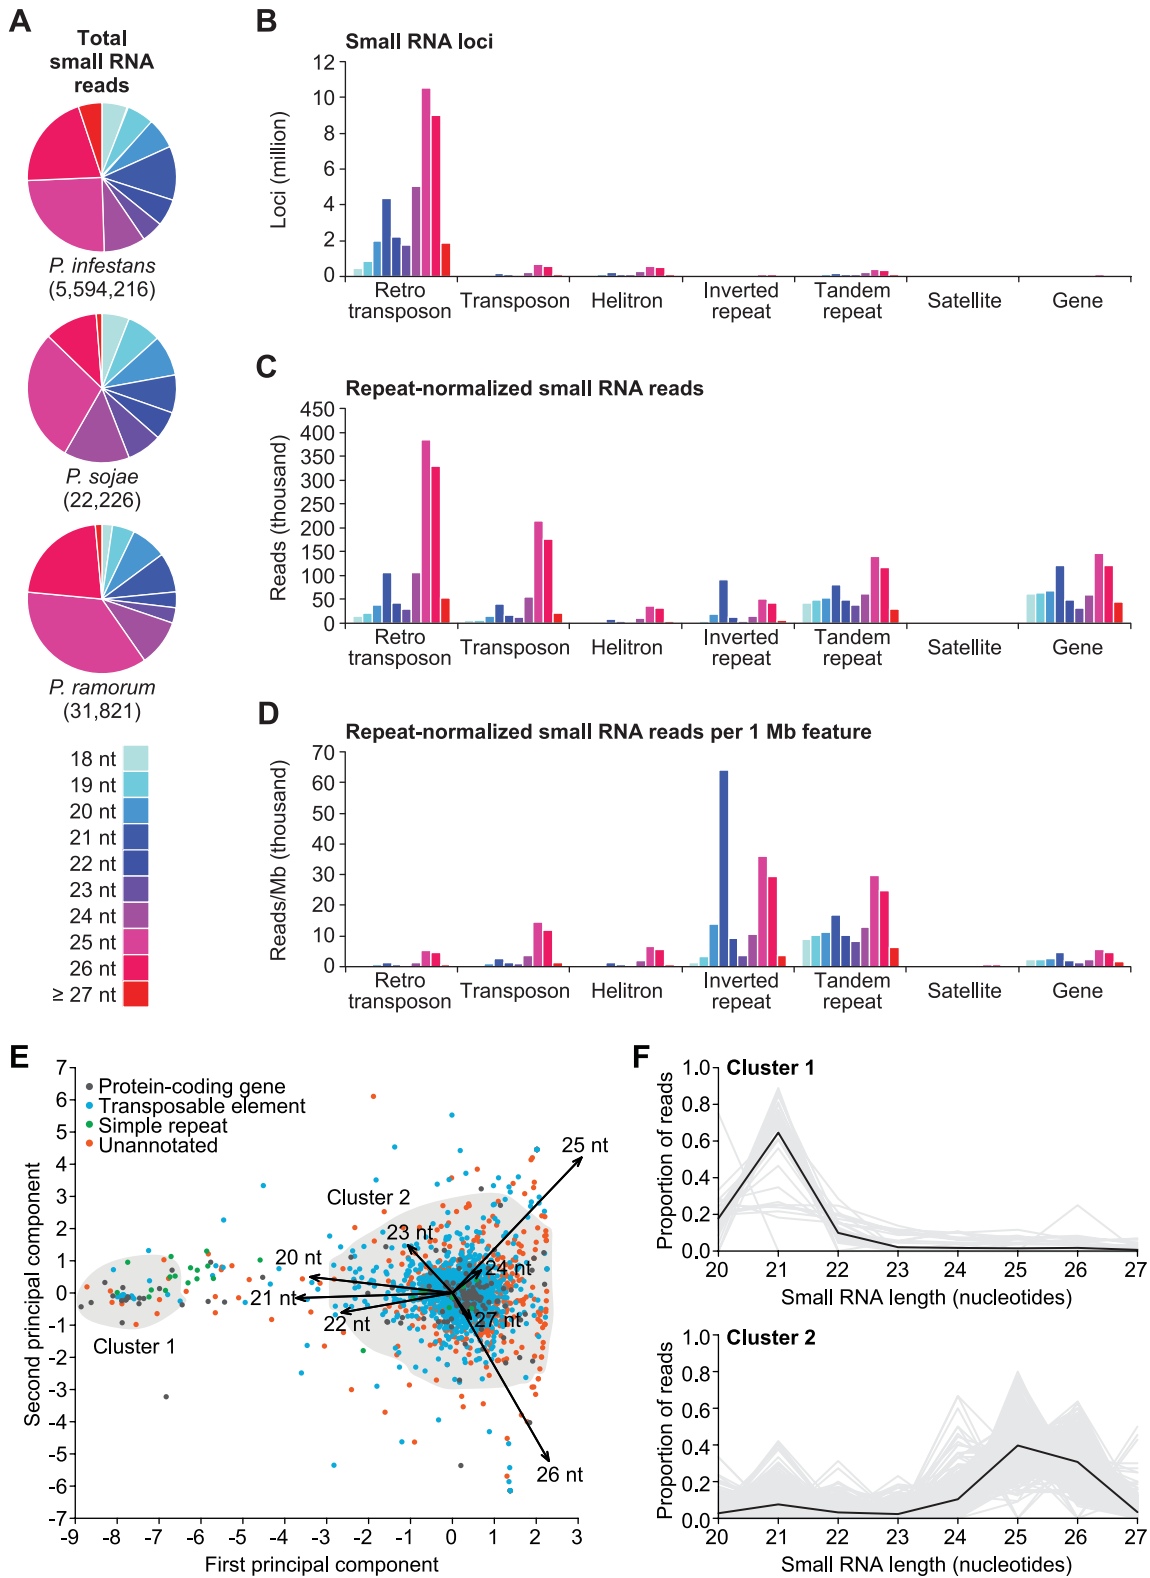 A
Total
small RNA
reads
P. infestans
(5,594,216)
P. sojae
(22,226)
P. ramorum
(31,821)
18 nt
19 nt
20 nt
21 nt
22 nt
23 nt
24 nt
25 nt
26 nt
≥ 27 nt
B
Small RNA loci
Loci (million)
12
10
8
6
4
2
0
Retro
transposon
Transposon
Helitron
Inverted
repeat
Tandem
repeat
Satellite
Gene
C
Repeat-normalized small RNA reads
Reads (thousand)
450
400
350
300
250
200
150
100
50
0
Retro
transposon
Transposon
Helitron
Inverted
repeat
Tandem
repeat
Satellite
Gene
D
Repeat-normalized small RNA reads per 1 Mb feature
Reads/Mb (thousand)
70
60
50
40
30
20
10
0
Retro
transposon
Transposon
Helitron
Inverted
repeat
Tandem
repeat
Satellite
Gene
E
Second principal component
7
6
5
4
3
2
1
0
-1
-2
-3
-4
-5
-6
-7
Protein-coding gene
Transposable element
Simple repeat
Unannotated
25 nt
Cluster 2
23 nt
20 nt
24 nt
21 nt
22 nt
27 nt
Cluster 1
26 nt
-9 -8 -7 -6 -5 -4 -3 -2 -1 0 1 2 3
First principal component
F
Cluster 1
Proportion of reads
1.0
0.8
0.6
0.4
0.2
0.0
20 21 22 23 24 25 26 27
Small RNA length (nucleotides)
Cluster 2
Proportion of reads
1.0
0.8
0.6
0.4
0.2
0.0
20 21 22 23 24 25 26 27
Small RNA length (nucleotides)